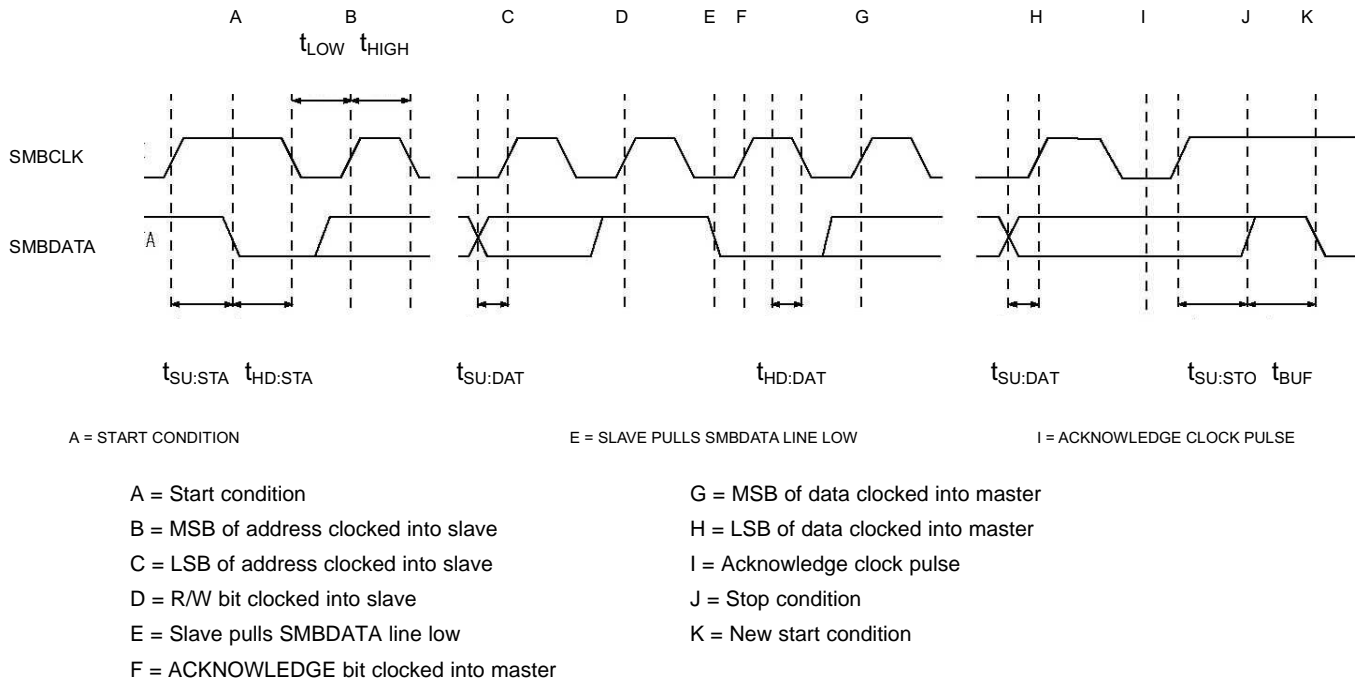 A B C D E F G H I J K
tLOW tHIGH
SMBCLK
SMBDATA
A
tSU:STA tHD:STA tSU:DAT tHD:DAT tSU:DAT tSU:STO tBUF
A = START CONDITION E = SLAVE PULLS SMBDATA LINE LOW I = ACKNOWLEDGE CLOCK PULSE
A = Start condition
B = MSB of address clocked into slave
C = LSB of address clocked into slave
D = R/W bit clocked into slave
E = Slave pulls SMBDATA line low
F = ACKNOWLEDGE bit clocked into master
G = MSB of data clocked into master
H = LSB of data clocked into master
I = Acknowledge clock pulse
J = Stop condition
K = New start condition